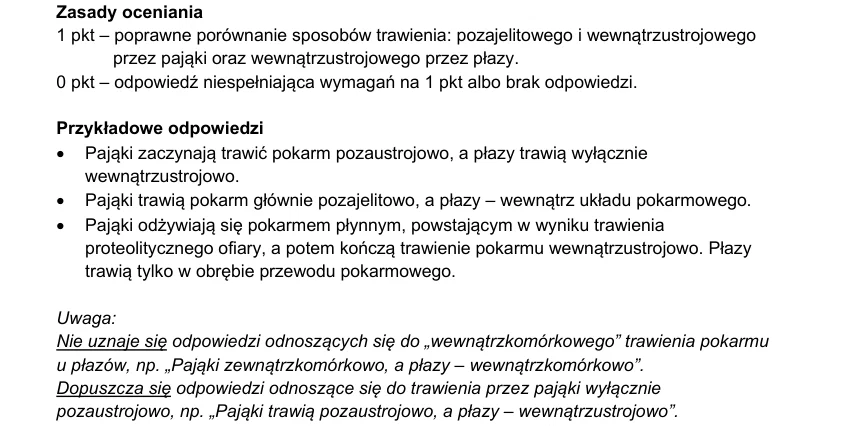 Zasady oceniania
1 pkt – poprawne porównanie sposobów trawienia: pozajelitowego i wewnątrzustrojowego
przez pająki oraz wewnątrzustrojowego przez płazy.
0 pkt – odpowiedź niespełniająca wymagań na 1 pkt albo brak odpowiedzi.
Przykładowe odpowiedzi
• Pająki zaczynają trawić pokarm pozaustrojowo, a płazy trawią wyłącznie
wewnątrzustrojowo.
• Pająki trawią pokarm głównie pozajelitowo, a płazy – wewnątrz układu pokarmowego.
• Pająki odżywiają się pokarmem płynnym, powstającym w wyniku trawienia
proteolitycznego ofiary, a potem kończą trawienie pokarmu wewnątrzustrojowo. Płazy
trawią tylko w obrębie przewodu pokarmowego.
Uwaga:
Nie uznaje się odpowiedzi odnoszących się do „wewnątrzkomórkowego” trawienia pokarmu
u płazów, np. „Pająki zewnątrzkomórkowo, a płazy – wewnątrzkomórkowo”.
Dopuszcza się odpowiedzi odnoszące się do trawienia przez pająki wyłącznie
pozaustrojowo, np. „Pająki trawią pozaustrojowo, a płazy – wewnątrzustrojowo”.